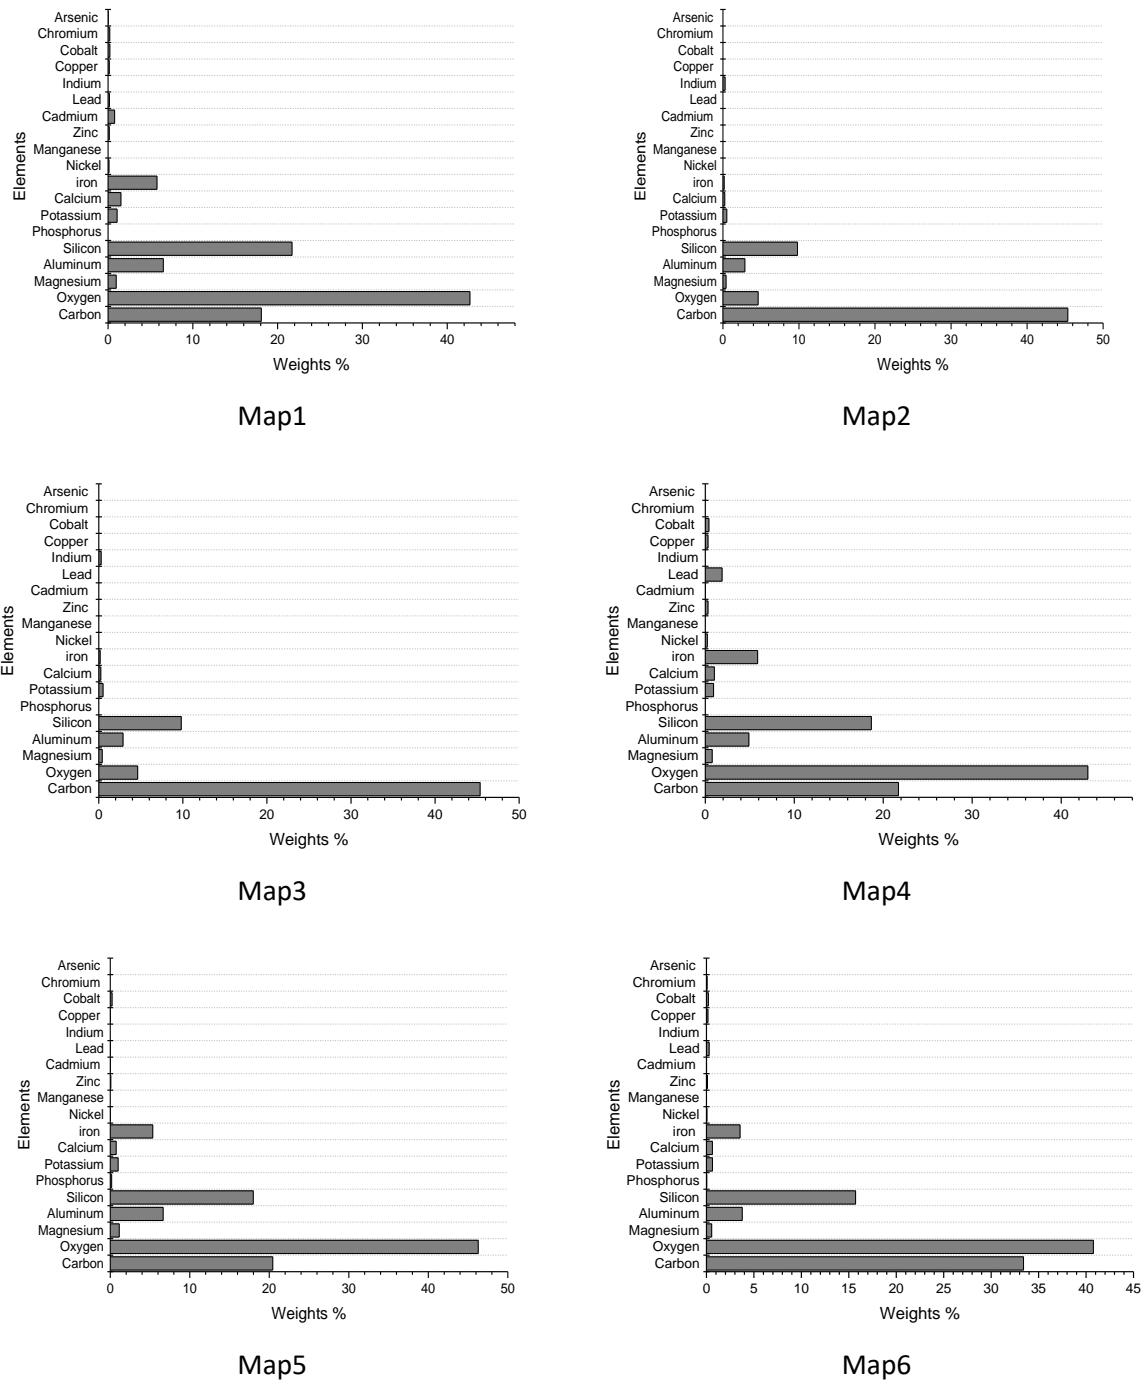 Arsenic
Chromium
Cobalt
Copper
Indium
Lead
Cadmium
Zinc
Manganese
Nickel
iron
Calcium
Potassium
Phosphorus
Silicon
Aluminum
Magnesium
Oxygen
Carbon
Elements
0 10 20 30 40
Weights %
Map1
Arsenic
Chromium
Cobalt
Copper
Indium
Lead
Cadmium
Zinc
Manganese
Nickel
iron
Calcium
Potassium
Phosphorus
Silicon
Aluminum
Magnesium
Oxygen
Carbon
Elements
0 10 20 30 40 50
Weights %
Map2
Arsenic
Chromium
Cobalt
Copper
Indium
Lead
Cadmium
Zinc
Manganese
Nickel
iron
Calcium
Potassium
Phosphorus
Silicon
Aluminum
Magnesium
Oxygen
Carbon
Elements
0 10 20 30 40 50
Weights %
Map3
Arsenic
Chromium
Cobalt
Copper
Indium
Lead
Cadmium
Zinc
Manganese
Nickel
iron
Calcium
Potassium
Phosphorus
Silicon
Aluminum
Magnesium
Oxygen
Carbon
Elements
0 10 20 30 40
Weights %
Map4
Arsenic
Chromium
Cobalt
Copper
Indium
Lead
Cadmium
Zinc
Manganese
Nickel
iron
Calcium
Potassium
Phosphorus
Silicon
Aluminum
Magnesium
Oxygen
Carbon
Elements
0 10 20 30 40 50
Weights %
Map5
Arsenic
Chromium
Cobalt
Copper
Indium
Lead
Cadmium
Zinc
Manganese
Nickel
iron
Calcium
Potassium
Phosphorus
Silicon
Aluminum
Magnesium
Oxygen
Carbon
Elements
0 5 10 15 20 25 30 35 40 45
Weights %
Map6